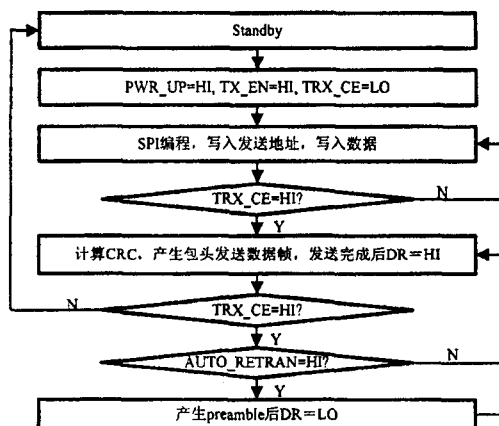 Standby
PWR_UP=HI, TX_EN=HI, TRX_CE=LO
SPI编程，写入发送地址，写入数据
TRX_CE=HI?
N
Y
计算CRC、产生包头发送数据帧，发送完成后DR=HI
N
TRX_CE=HI?
Y
AUTO_RETRAN=HI?
N
Y
产生preamble后DR=LO